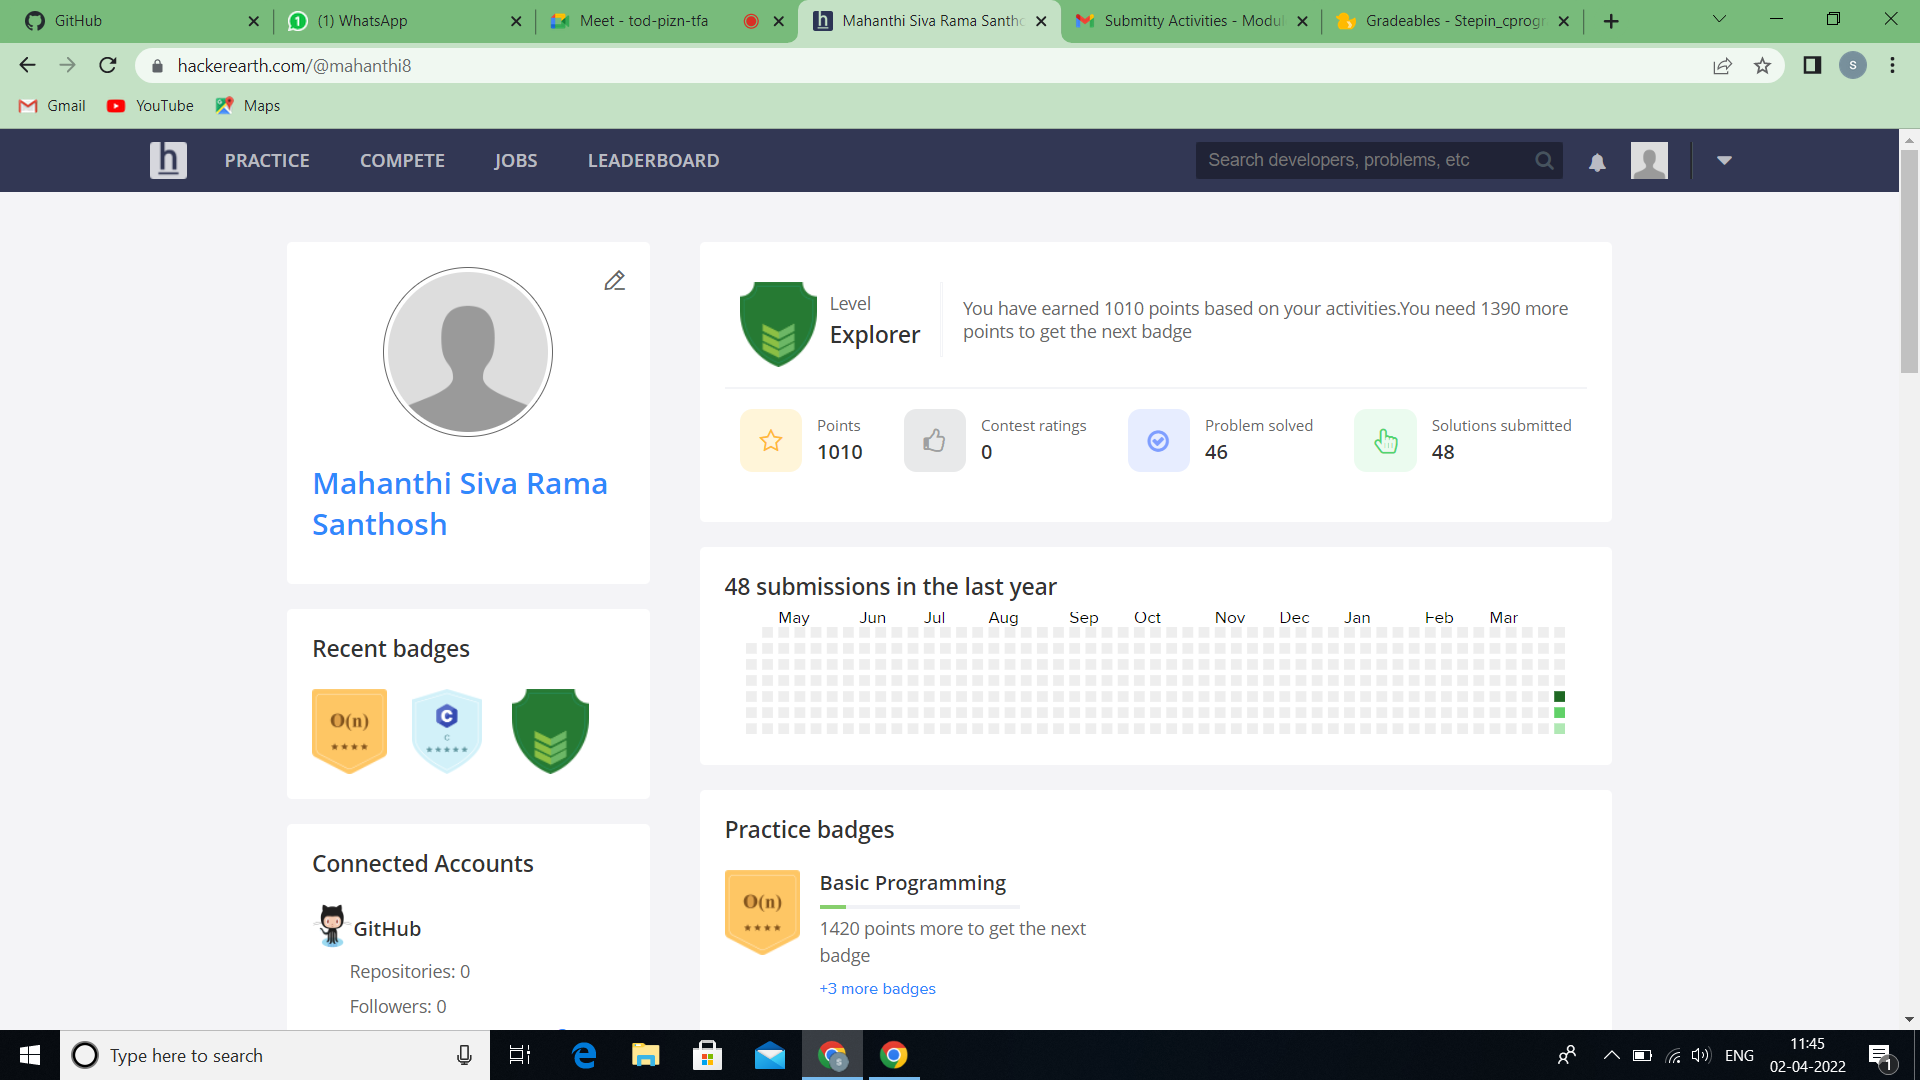 GitHub
(1) WhatsApp
Meet - tod-pizn-tfa
Mahanthi Siva Rama Santho
Submitty Activities - Modul
Gradeables - Stepin_cprogr
hackerearth.com/@mahanthi8
S
Gmail
YouTube
Maps
h
PRACTICE
COMPETE
JOBS
LEADERBOARD
Search developers, problems, etc
Mahanthi Siva Rama
Santhosh
Level
Explorer
You have earned 1010 points based on your activities.You need 1390 more
points to get the next badge
Points
1010
Contest ratings
0
Problem solved
46
Solutions submitted
48
48 submissions in the last year
May Jun Jul Aug Sep Oct Nov Dec Jan Feb Mar
Recent badges
O(n)
C
C
Connected Accounts
GitHub
Repositories: 0
Followers: 0
Practice badges
O(n)
Basic Programming
1420 points more to get the next
badge
+3 more badges
Type here to search
ENG
11:45
02-04-2022
1